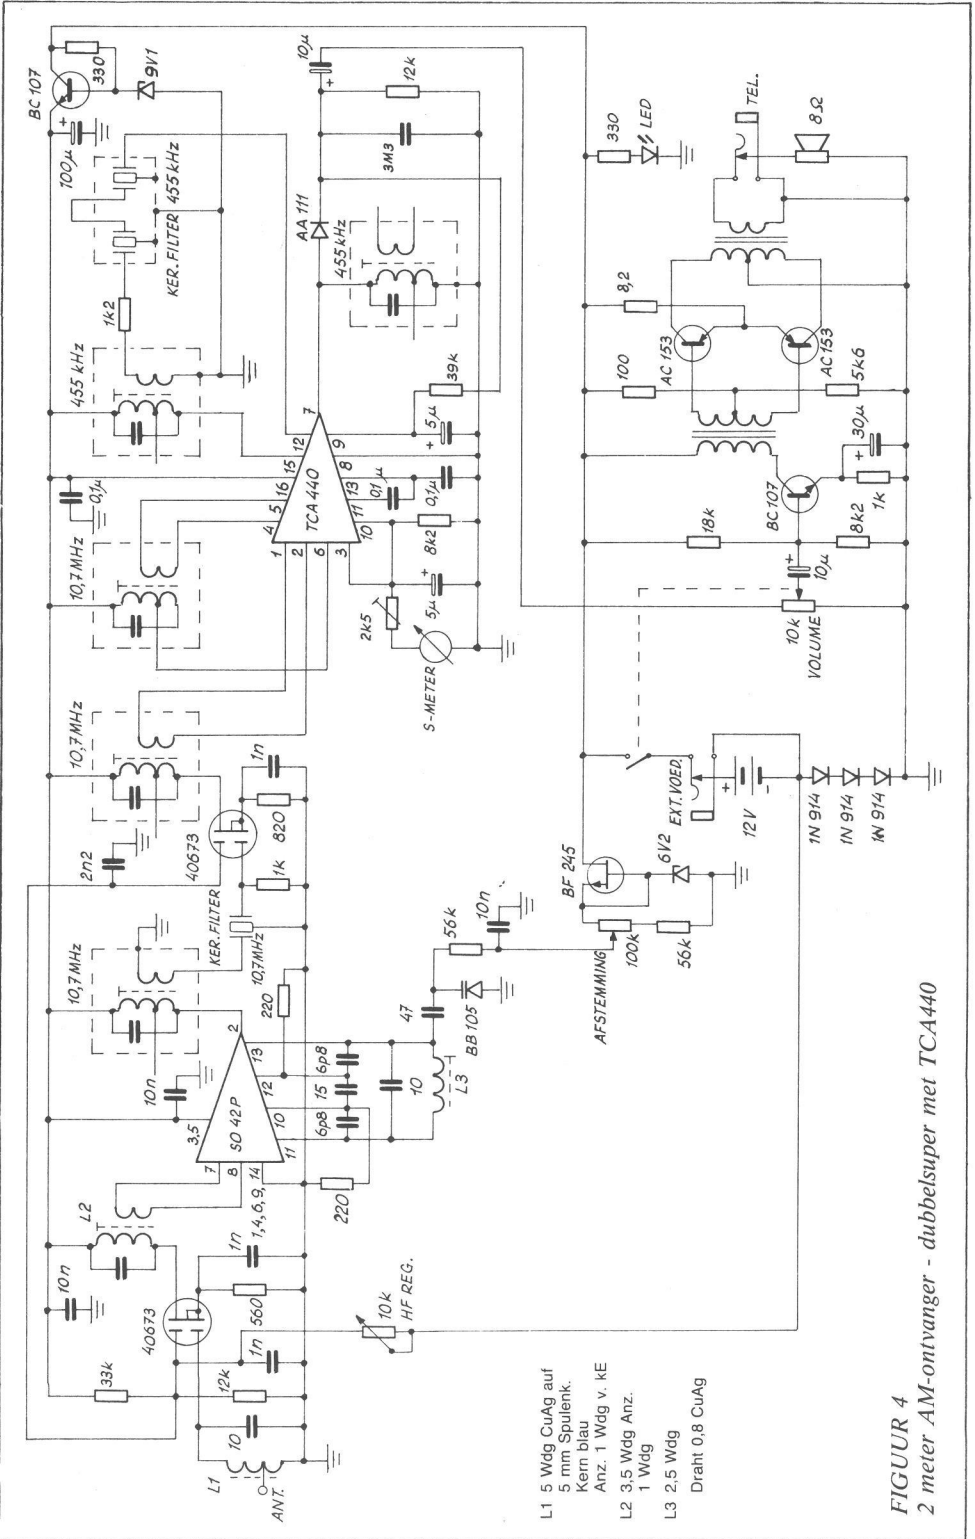 BC 107
330
9V1
100µ
+
KER.FILTER 455 kHz
1k2
455 kHz
0,1µ
10,7 MHz
10,7MHz
2n2
10,7MHz
10n
L2
10n
33k
40673
12k
10
L1
ANT.
1n
560
1n
1,4,6,9,
14
8
7
3,5
SO 42P
2
13
12
10
11
220
6p8
15
6p8
10
L3
220
47
BB 105
56k
10n
KER.FILTER
10,7MHz
1k
40673
820
1n
10k
HF REG.
TCA 440
1
2
6
3
4
5
16
15
12
7
9
8
13
11
10
2k5
S-METER
5µ
+
8k2
0,1µ
0,1µ
5µ
+
39k
AA 111
455kHz
3M3
12k
10µ
+
330
LED
TEL.
8Ω
8,2
AC 153
AC 153
100
5k6
30µ
+
BC 107
1k
18k
8k2
10µ
+
10k
VOLUME
EXT.VOED.
+
-
12V
1N 914
1N 914
1N 914
BF 245
6V2
100k
56k
AFSTEMMING
L1 5 Wdg CuAg auf
5 mm Spulenk.
Kern blau
Anz. 1 Wdg v. kE
L2 3,5 Wdg Anz.
1 Wdg
L3 2,5 Wdg
Draht 0,8 CuAg
FIGUUR 4
2 meter AM-ontvanger - dubbelsuper met TCA440